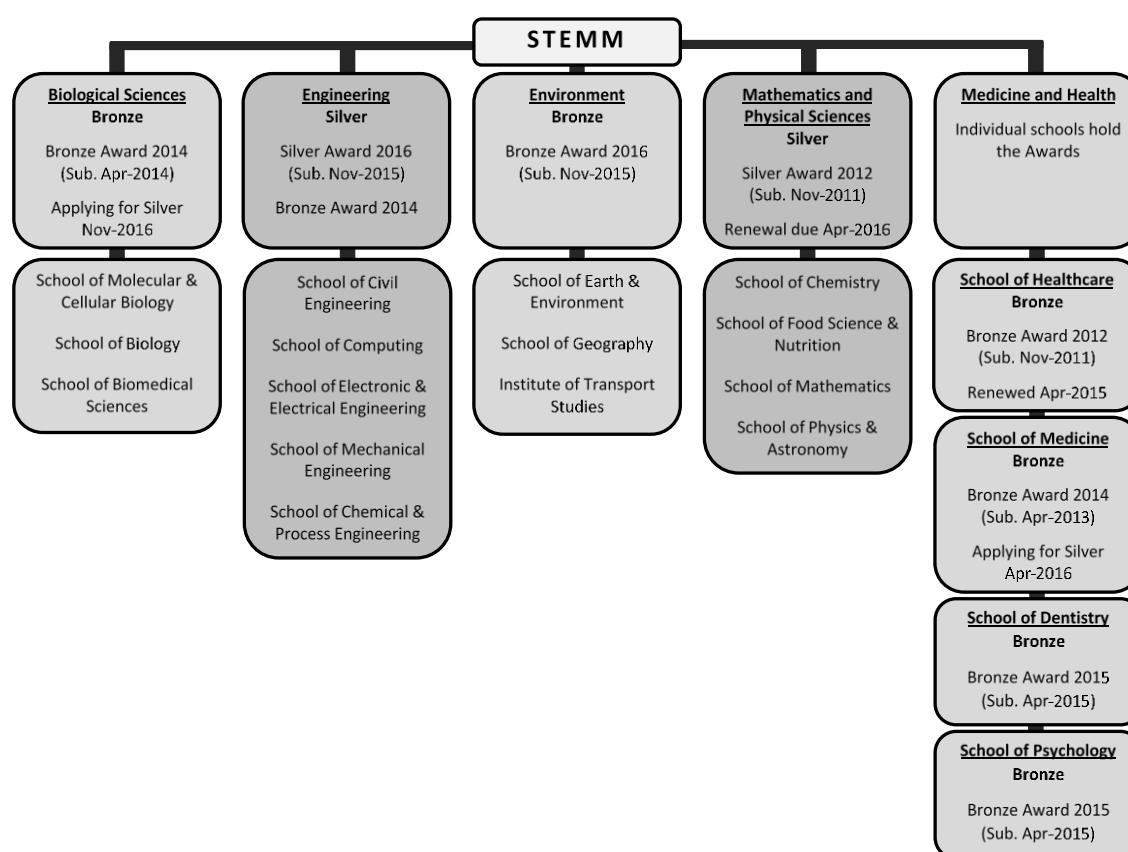 STEMM
Biological Sciences
Bronze
Bronze Award 2014
(Sub. Apr-2014)
Applying for Silver
Nov-2016
School of Molecular &
Cellular Biology
School of Biology
School of Biomedical
Sciences
Engineering
Silver
Silver Award 2016
(Sub. Nov-2015)
Bronze Award 2014
School of Civil
Engineering
School of Computing
School of Electronic &
Electrical Engineering
School of Mechanical
Engineering
School of Chemical &
Process Engineering
Environment
Bronze
Bronze Award 2016
(Sub. Nov-2015)
School of Earth &
Environment
School of Geography
Institute of Transport
Studies
Mathematics and
Physical Sciences
Silver
Silver Award 2012
(Sub. Nov-2011)
Renewal due Apr-2016
School of Chemistry
School of Food Science &
Nutrition
School of Mathematics
School of Physics &
Astronomy
Medicine and Health
Individual schools hold
the Awards
School of Healthcare
Bronze
Bronze Award 2012
(Sub. Nov-2011)
Renewed Apr-2015
School of Medicine
Bronze
Bronze Award 2014
(Sub. Apr-2013)
Applying for Silver
Apr-2016
School of Dentistry
Bronze
Bronze Award 2015
(Sub. Apr-2015)
School of Psychology
Bronze
Bronze Award 2015
(Sub. Apr-2015)